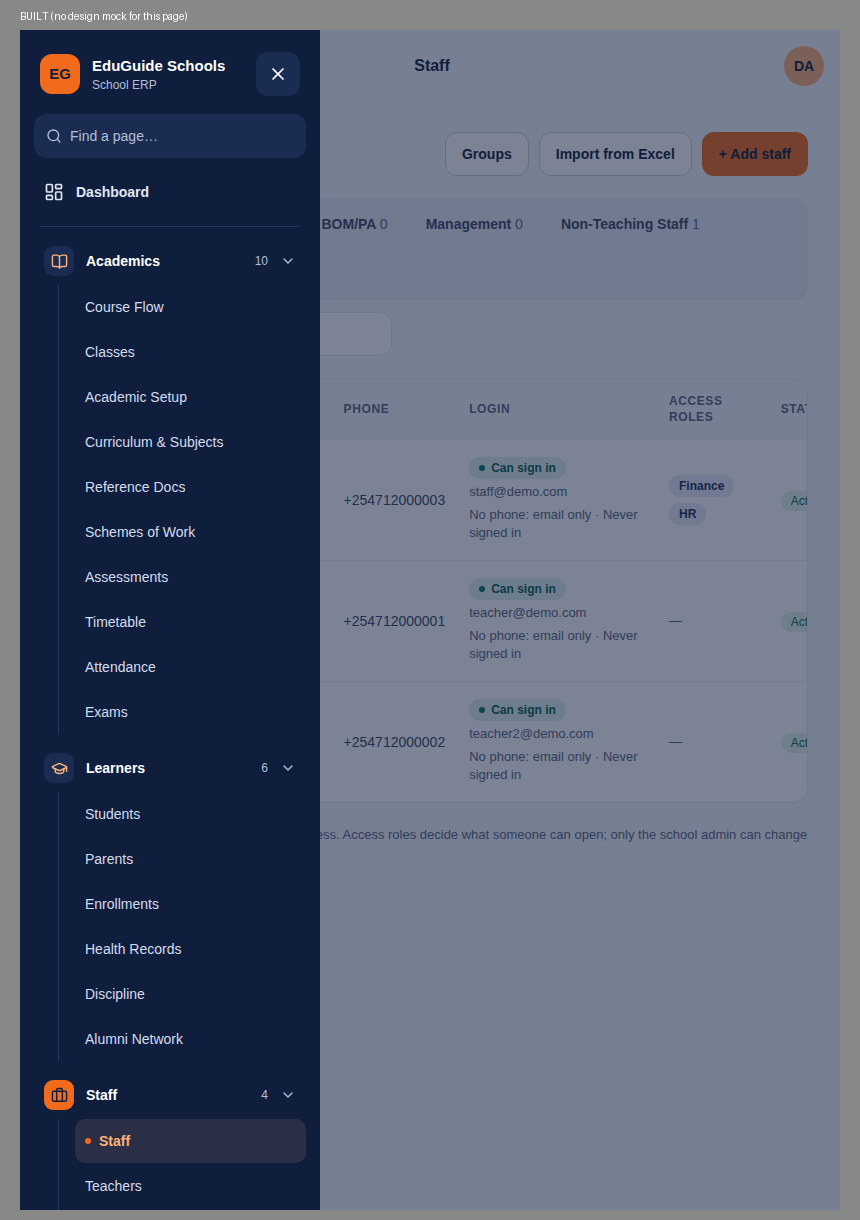 BUILT (no design mock for this page)
EG
EduGuide Schools
School ERP
Find a page…
Dashboard
Academics 10
Course Flow
Classes
Academic Setup
Curriculum & Subjects
Reference Docs
Schemes of Work
Assessments
Timetable
Attendance
Exams
Learners 6
Students
Parents
Enrollments
Health Records
Discipline
Alumni Network
Staff 4
Staff
Teachers
Staff
DA
Groups
Import from Excel
+ Add staff
BOM/PA 0 Management 0 Non-Teaching Staff 1
PHONE LOGIN ACCESS ROLES
+254712000003
Can sign in
staff@demo.com
No phone: email only · Never
signed in
Finance
HR
+254712000001
Can sign in
teacher@demo.com
No phone: email only · Never
signed in
—
+254712000002
Can sign in
teacher2@demo.com
No phone: email only · Never
signed in
—
Access roles decide what someone can open; only the school admin can change